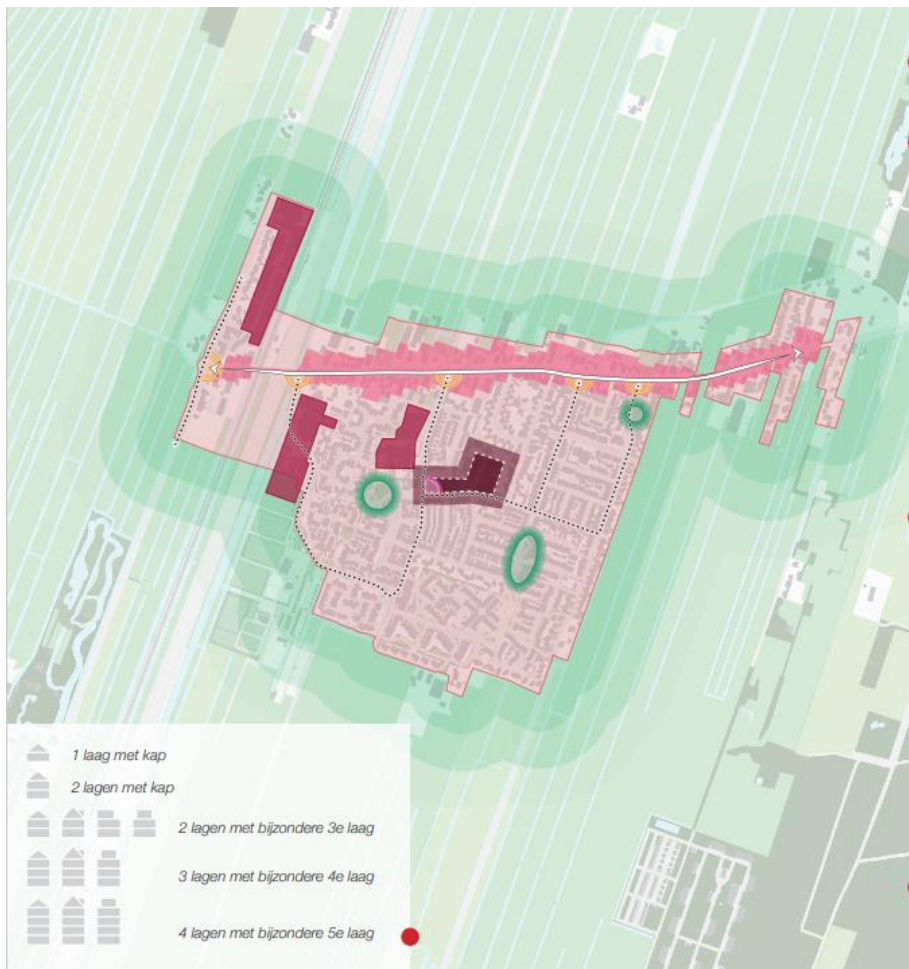 1 laag met kap
2 lagen met kap
2 lagen met bijzondere 3e laag
3 lagen met bijzondere 4e laag
4 lagen met bijzondere 5e laag